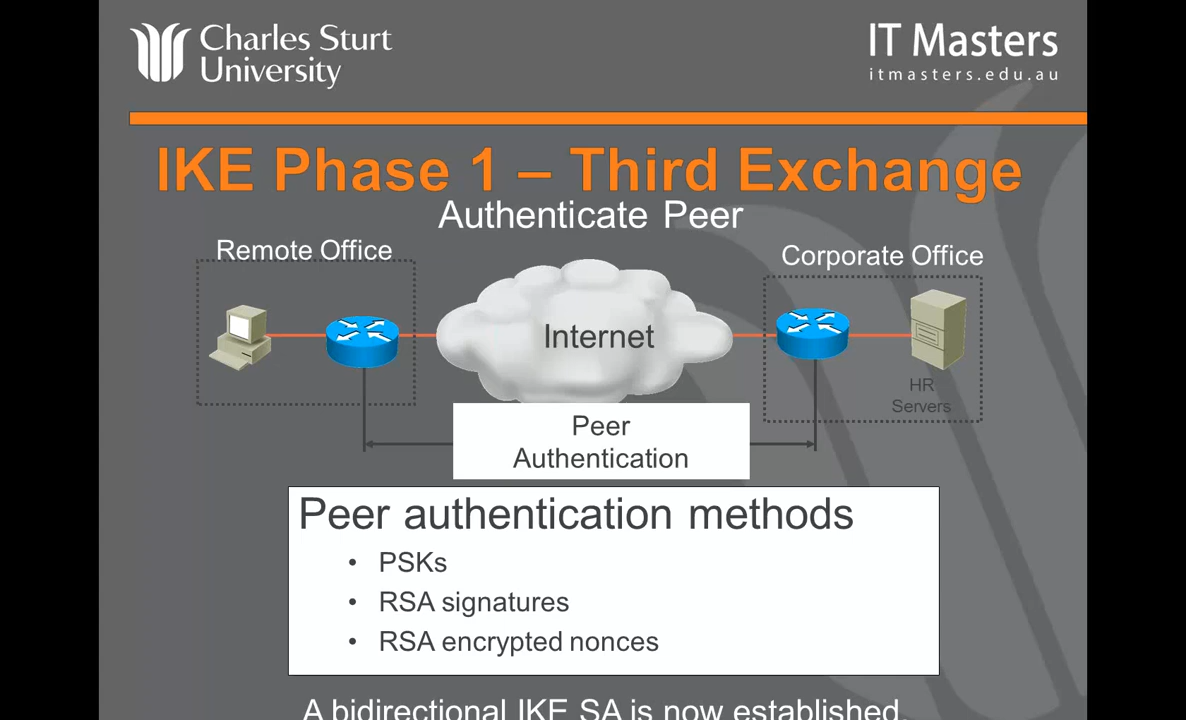 Charles Sturt
University
IT Masters
itmasters.edu.au
IKE Phase 1 – Third Exchange
Authenticate Peer
Remote Office
Corporate Office
Internet
HR
Servers
Peer
Authentication
Peer authentication methods
• PSKs
• RSA signatures
• RSA encrypted nonces
A bidirectional IKE SA is now established.